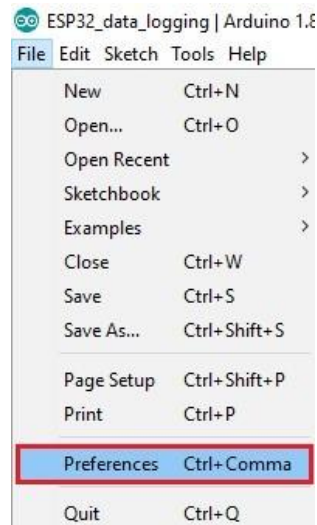 ESP32_data_logging | Arduino 1.8
File Edit Sketch Tools Help
New Ctrl+N
Open... Ctrl+O
Open Recent >
Sketchbook >
Examples >
Close Ctrl+W
Save Ctrl+S
Save As... Ctrl+Shift+S
Page Setup Ctrl+Shift+P
Print Ctrl+P
Preferences Ctrl+Comma
Quit Ctrl+Q